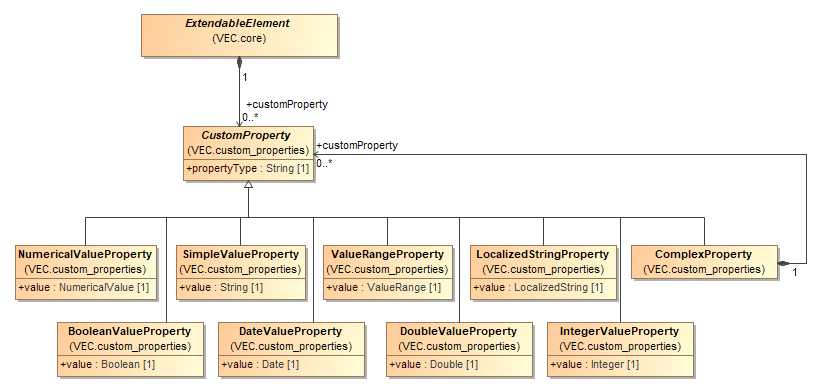 ExtendableElement
(VEC.core)
1
+customProperty
0..*
CustomProperty
(VEC.custom_properties)
+propertyType : String [1]
+customProperty
0..*
NumericalValueProperty
(VEC.custom_properties)
+value : NumericalValue [1]
SimpleValueProperty
(VEC.custom_properties)
+value : String [1]
ValueRangeProperty
(VEC.custom_properties)
+value : ValueRange [1]
LocalizedStringProperty
(VEC.custom_properties)
+value : LocalizedString [1]
ComplexProperty
(VEC.custom_properties)
1
BooleanValueProperty
(VEC.custom_properties)
+value : Boolean [1]
DateValueProperty
(VEC.custom_properties)
+value : Date [1]
DoubleValueProperty
(VEC.custom_properties)
+value : Double [1]
IntegerValueProperty
(VEC.custom_properties)
+value : Integer [1]